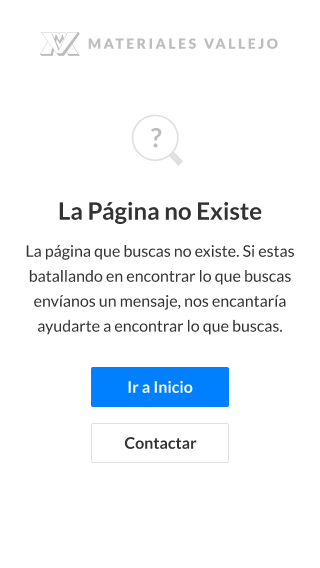 MATERIALES VALLEJO
?
La Página no Existe
La página que buscas no existe. Si estas
batallando en encontrar lo que buscas
envíanos un mensaje, nos encantaría
ayudarte a encontrar lo que buscas.
Ir a Inicio
Contactar